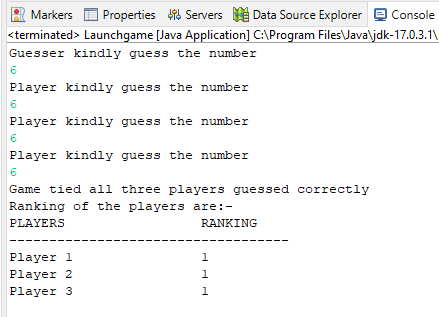 Markers Properties Servers Data Source Explorer Console
<terminated> Launchgame [Java Application] C:\Program Files\Java\jdk-17.0.3.1\
Guesser kindly guess the number
6
Player kindly guess the number
6
Player kindly guess the number
6
Player kindly guess the number
6
Game tied all three players guessed correctly
Ranking of the players are:-
PLAYERS RANKING
-----------------------------------
Player 1 1
Player 2 1
Player 3 1